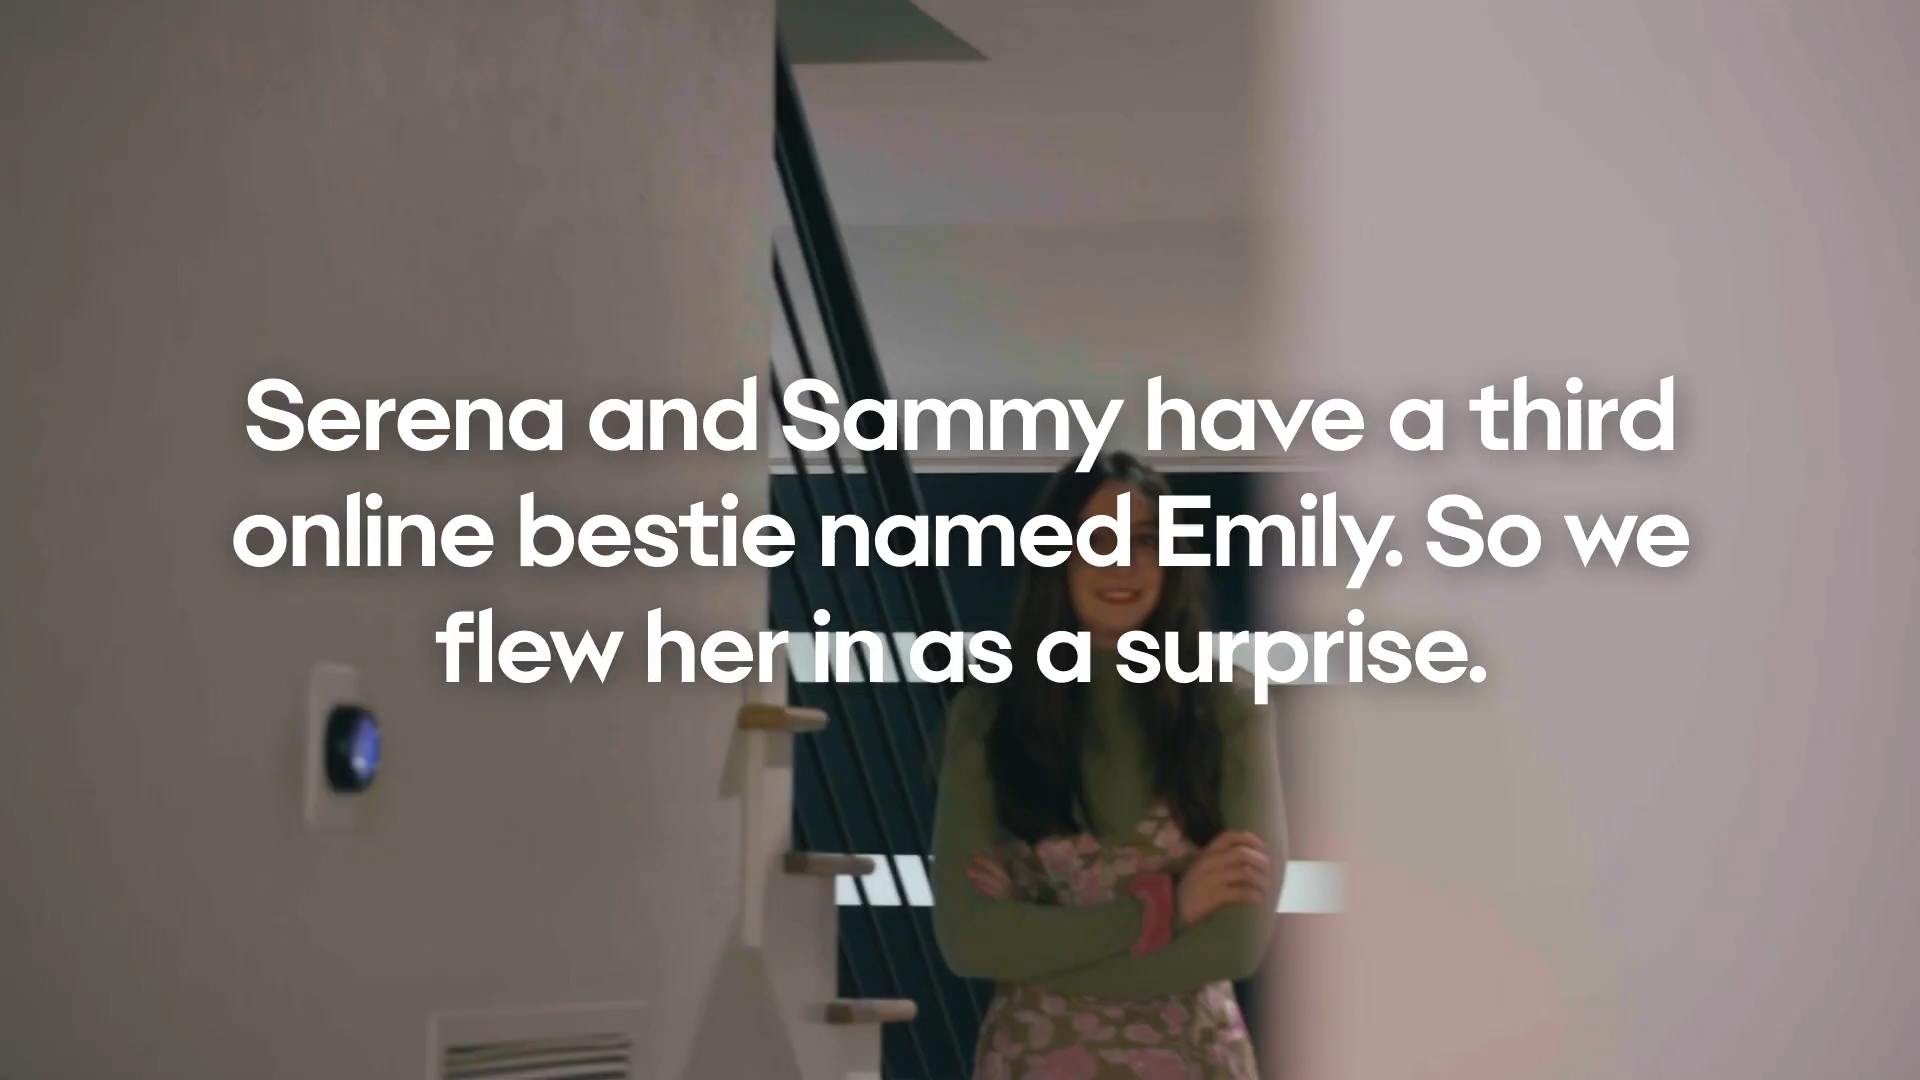 Serena and Sammy have a third
online bestie named Emily. So we
flew her in as a surprise.